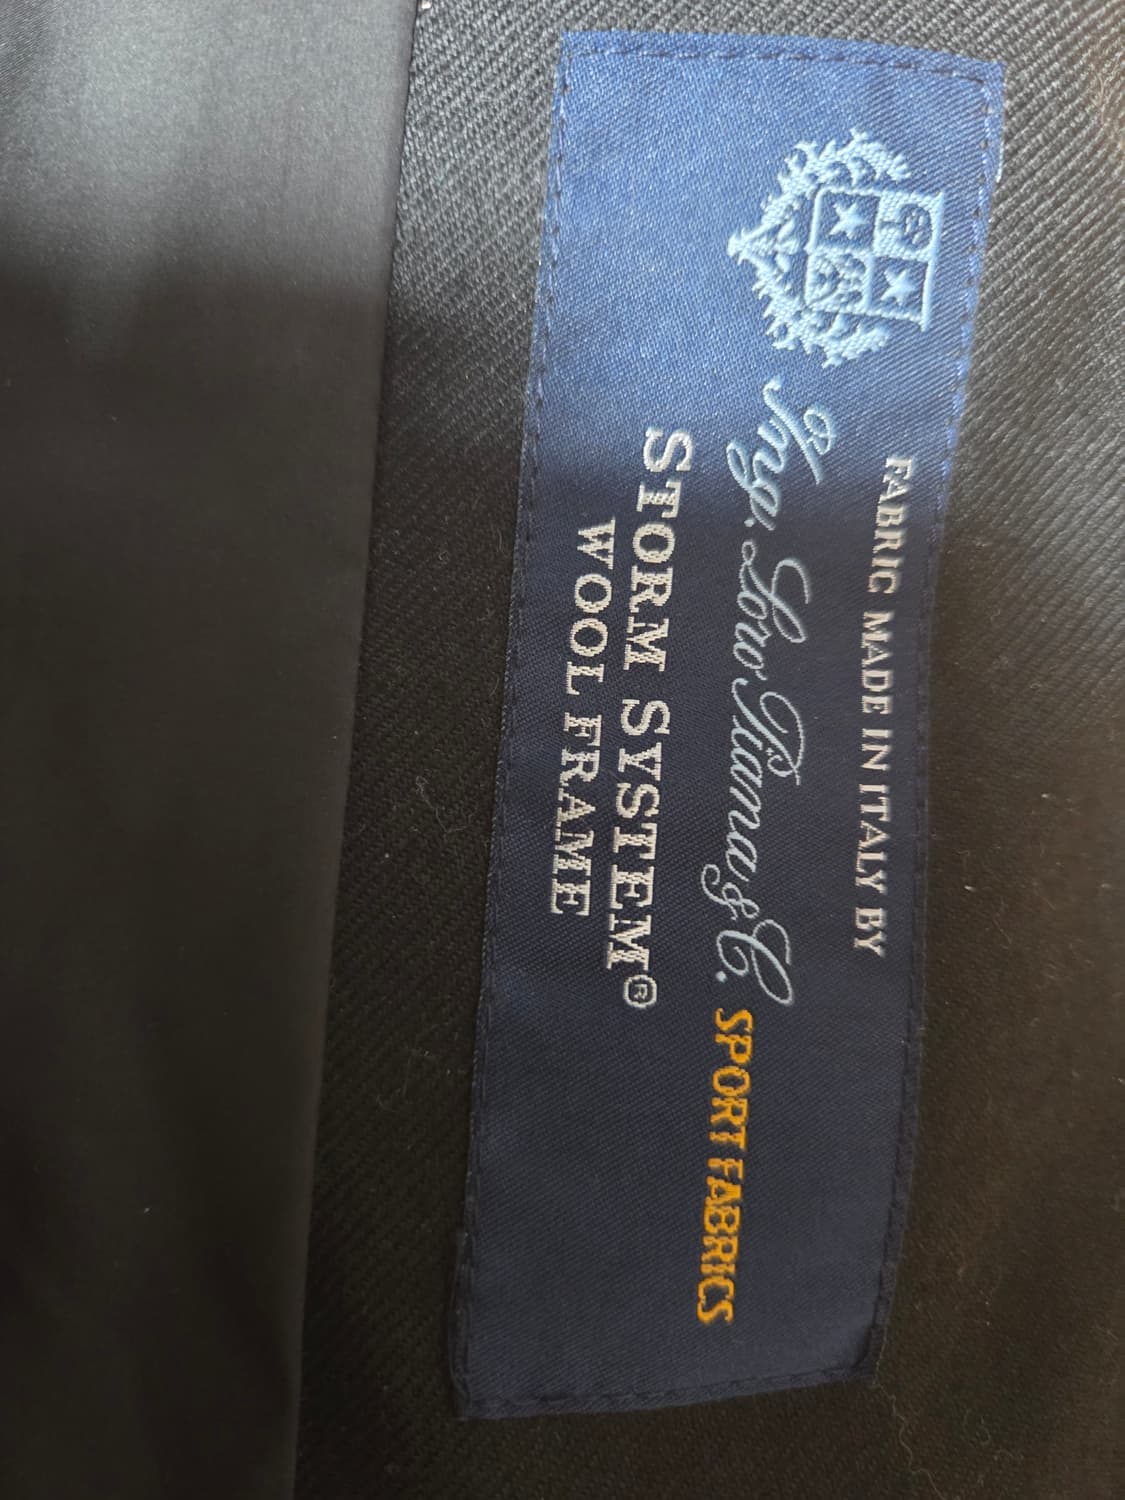 FABRIC MADE IN ITALY BY
Ing. Loro Piana & C. SPORT FABRICS
STORM SYSTEM®
WOOL FRAME